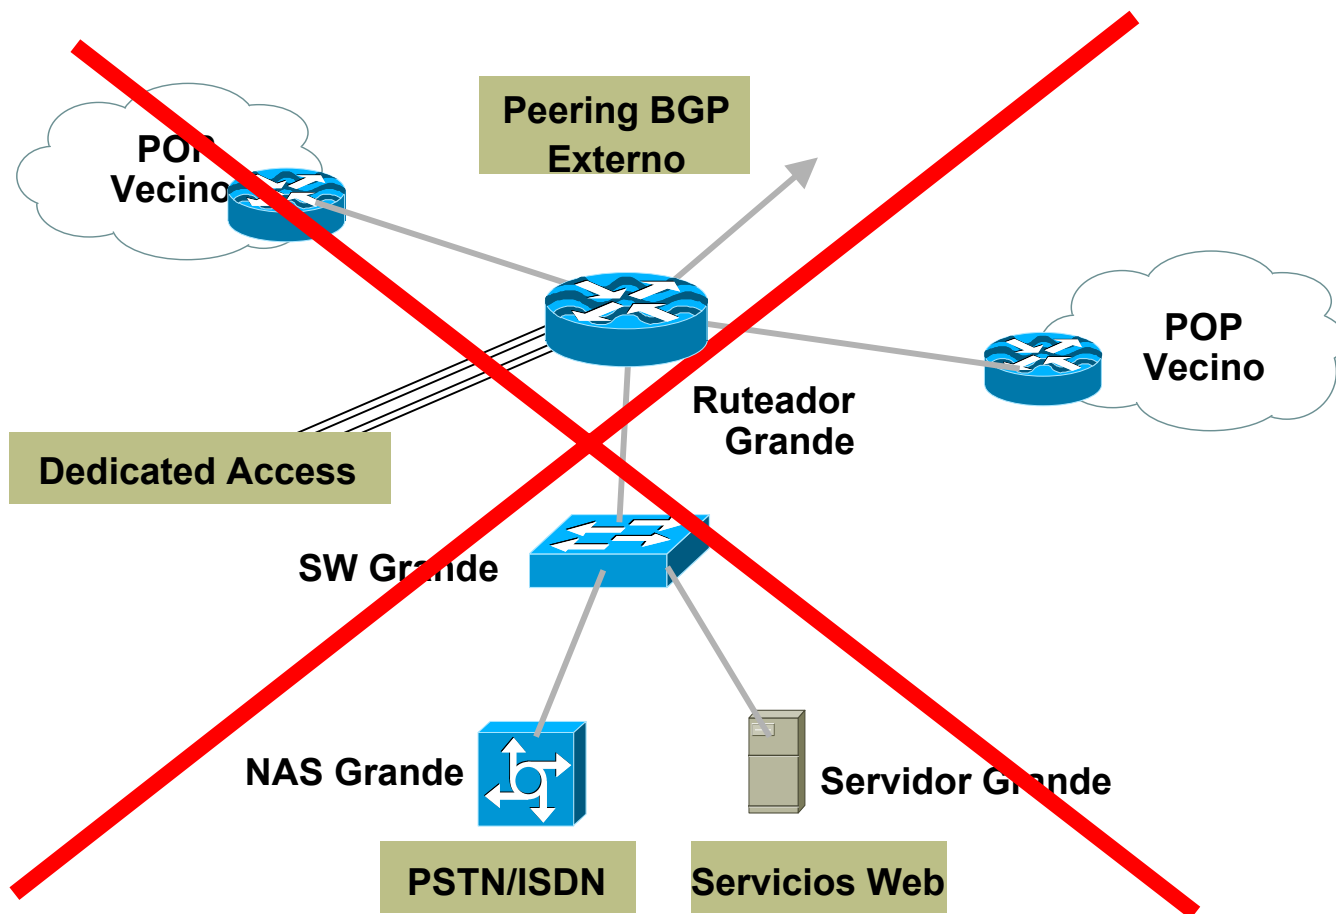 Peering BGP
Externo
POP
Vecino
POP
Vecino
Ruteador
Grande
Dedicated Access
SW Grande
NAS Grande
Servidor Grande
PSTN/ISDN
Servicios Web